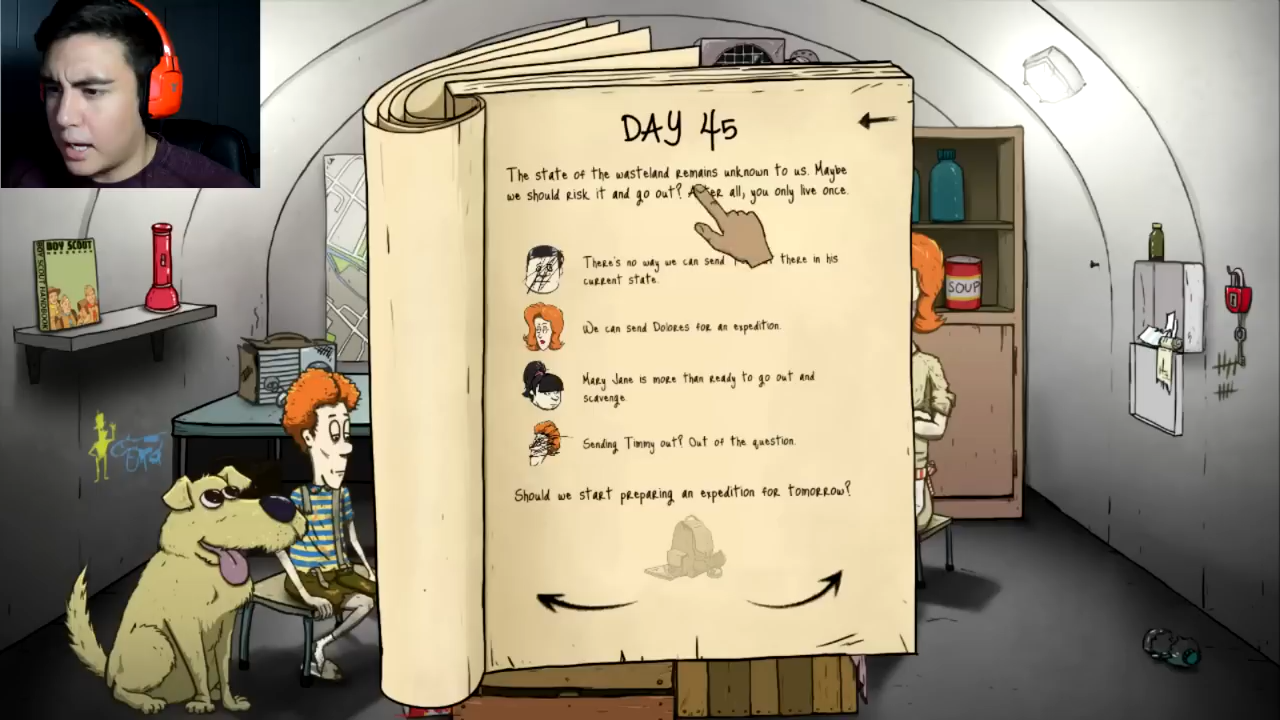 DAY 45
The state of the wasteland remains unknown to us. Maybe
we should risk it and go out? After all, you only live once.
There's no way we can send there in his
current state.
We can send Dolores for an expedition.
Mary Jane is more than ready to go out and
scavenge.
Sending Timmy out? Out of the question.
Should we start preparing an expedition for tomorrow?
BOY SCOUT
BOY SCOUT HANDBOOK
SOUP